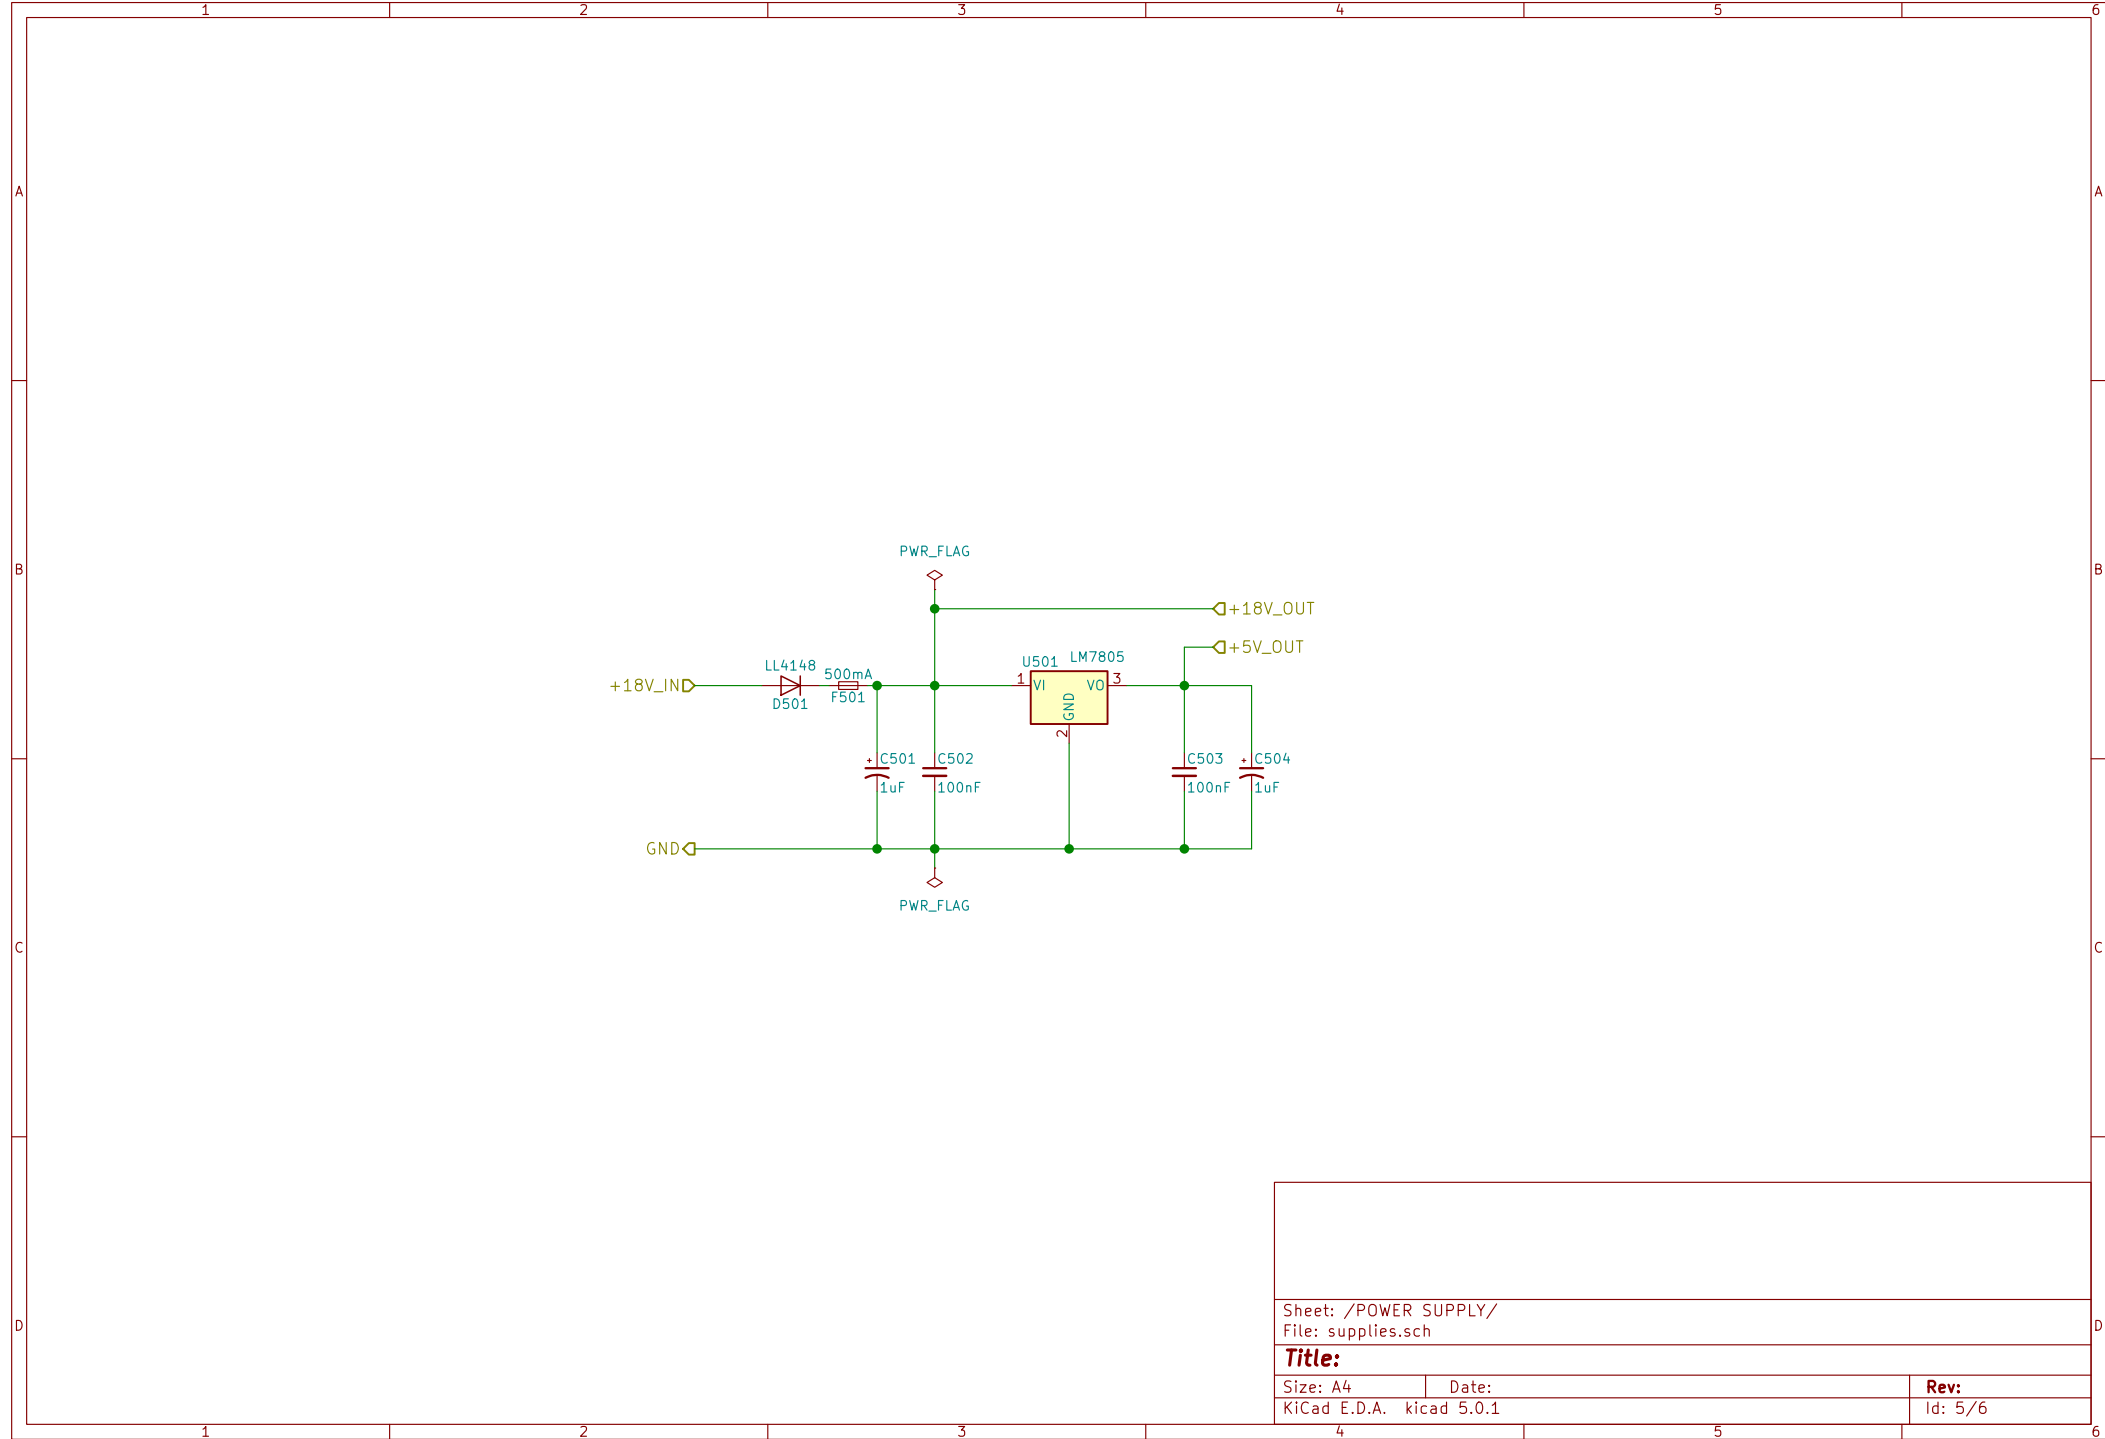 1 2 3 4 5 6
A A
PWR_FLAG
B B
+18V_OUT
+5V_OUT
LL4148 500mA U501 LM7805
+18V_IN 1 VI VO 3
D501 F501 GND
2
C501 C502 C503 C504
+ +
1uF 100nF 100nF 1uF
GND
PWR_FLAG
C C
Sheet: /POWER SUPPLY/
File: supplies.sch
D D
Title:
Size: A4 Date: Rev:
KiCad E.D.A. kicad 5.0.1 Id: 5/6
1 2 3 4 5 6